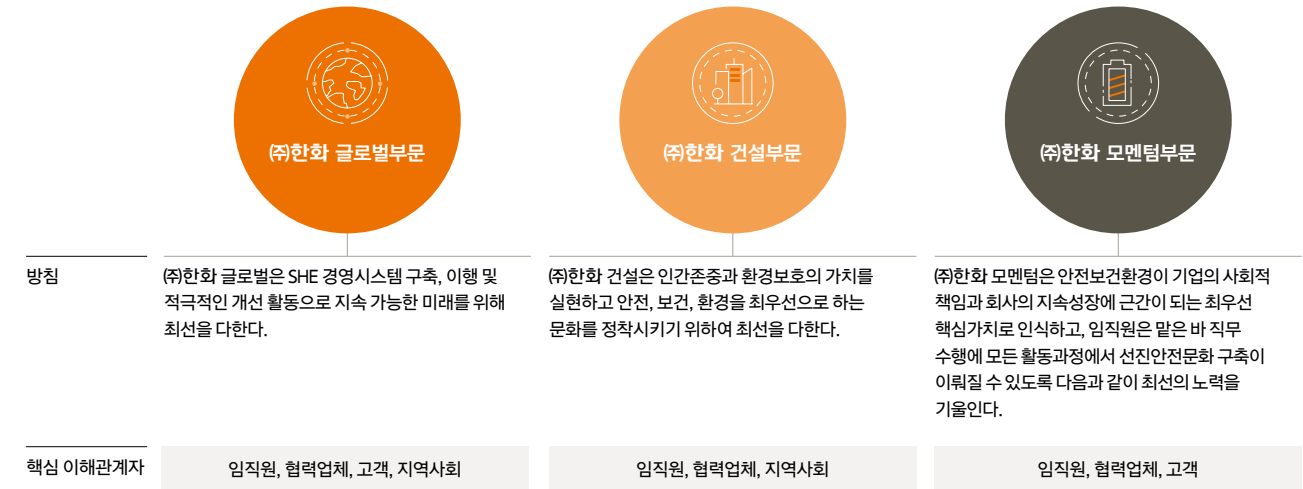 ㈜한화 글로벌부문
㈜한화 건설부문
㈜한화 모멘텀부문
방침
㈜한화 글로벌은 SHE 경영시스템 구축, 이행 및
적극적인 개선 활동으로 지속 가능한 미래를 위해
최선을 다한다.
㈜한화 건설은 인간존중과 환경보호의 가치를
실현하고 안전, 보건, 환경을 최우선으로 하는
문화를 정착시키기 위하여 최선을 다한다.
㈜한화 모멘텀은 안전보건환경이 기업의 사회적
책임과 회사의 지속성장에 근간이 되는 최우선
핵심가치로 인식하고, 임직원은 맡은 바 직무
수행에 모든 활동과정에서 선진안전문화 구축이
이뤄질 수 있도록 다음과 같이 최선의 노력을
기울인다.
핵심 이해관계자
임직원, 협력업체, 고객, 지역사회
임직원, 협력업체, 지역사회
임직원, 협력업체, 고객